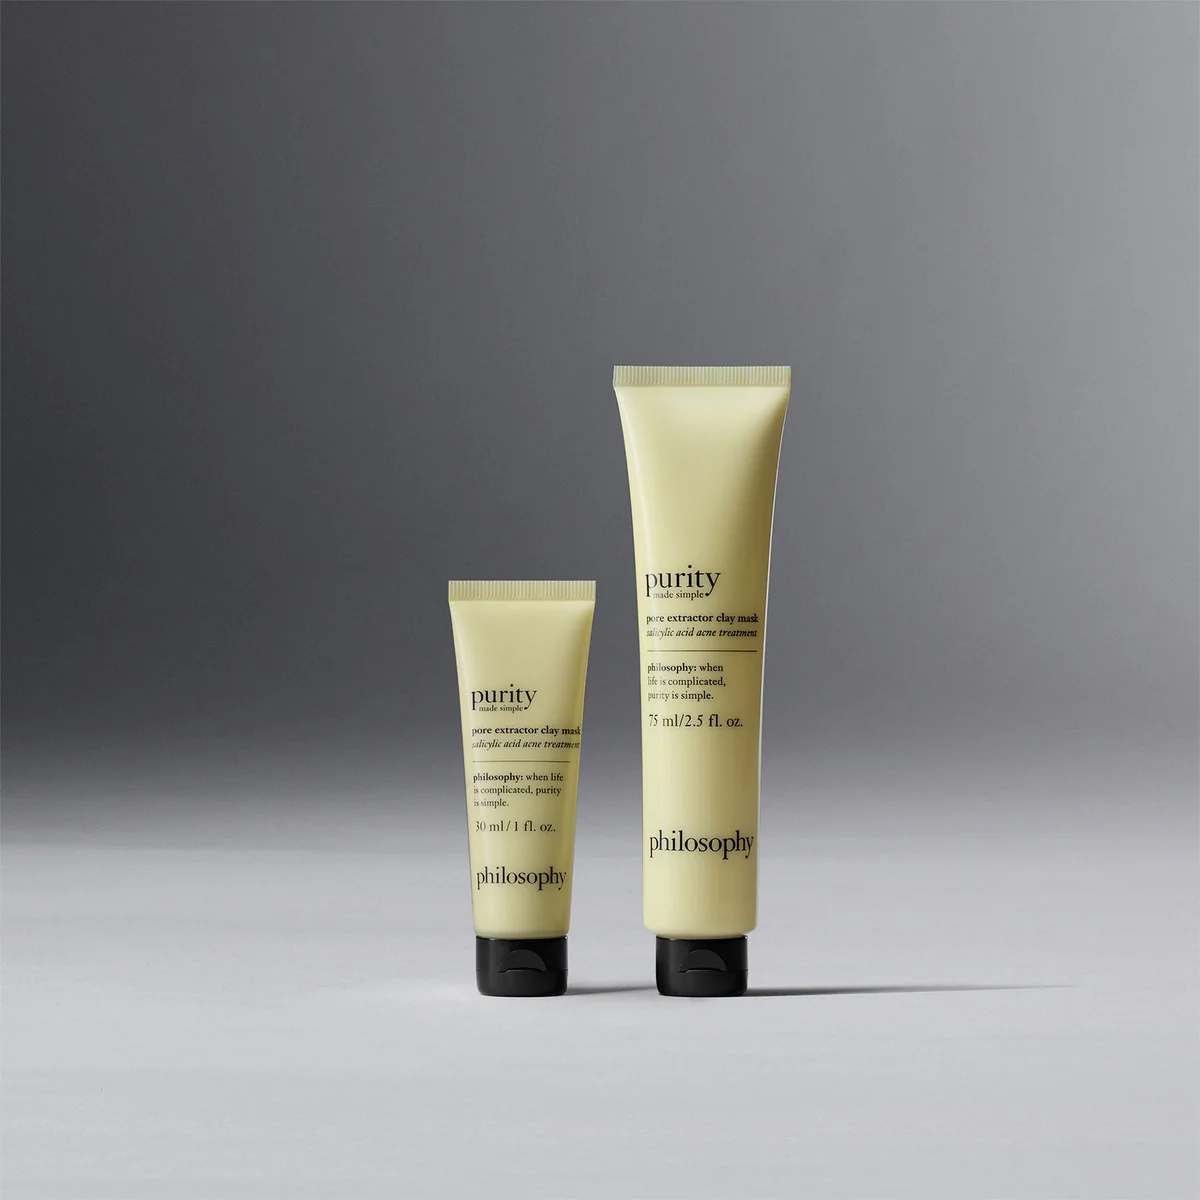 purity
made simple
pore extractor clay mask
salicylic acid acne treatment
philosophy: when life
is complicated, purity
is simple.
30 ml/1 fl. oz.
philosophy
purity
made simple
pore extractor clay mask
salicylic acid acne treatment
philosophy: when
life is complicated,
purity is simple.
75 ml/2.5 fl. oz.
philosophy